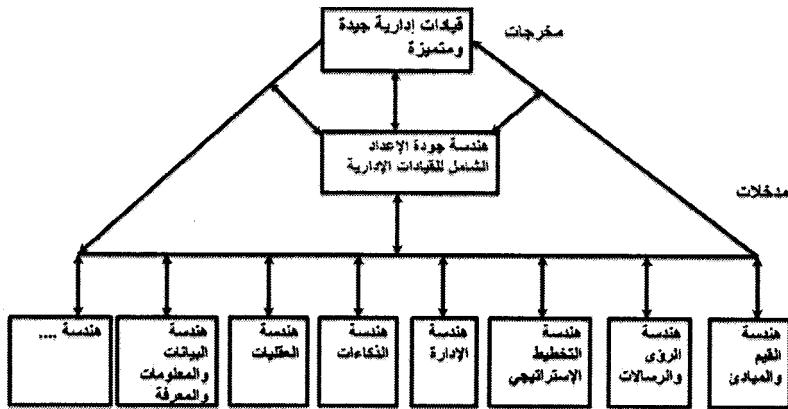 قيادات إدارية جيدة
ومتميزة
مخرجات
هندسة جودة الإعداد
الشامل للقيادات الإدارية
مدخلات
هندسة
القيم
والمبادئ
هندسة
الرؤى
والرسالات
هندسة
التخطيط
الإستراتيجي
هندسة
الإدارة
هندسة
الذكاءات
هندسة
العقليات
هندسة
البيانات
والمعلومات
والمعرفة
هندسة ....